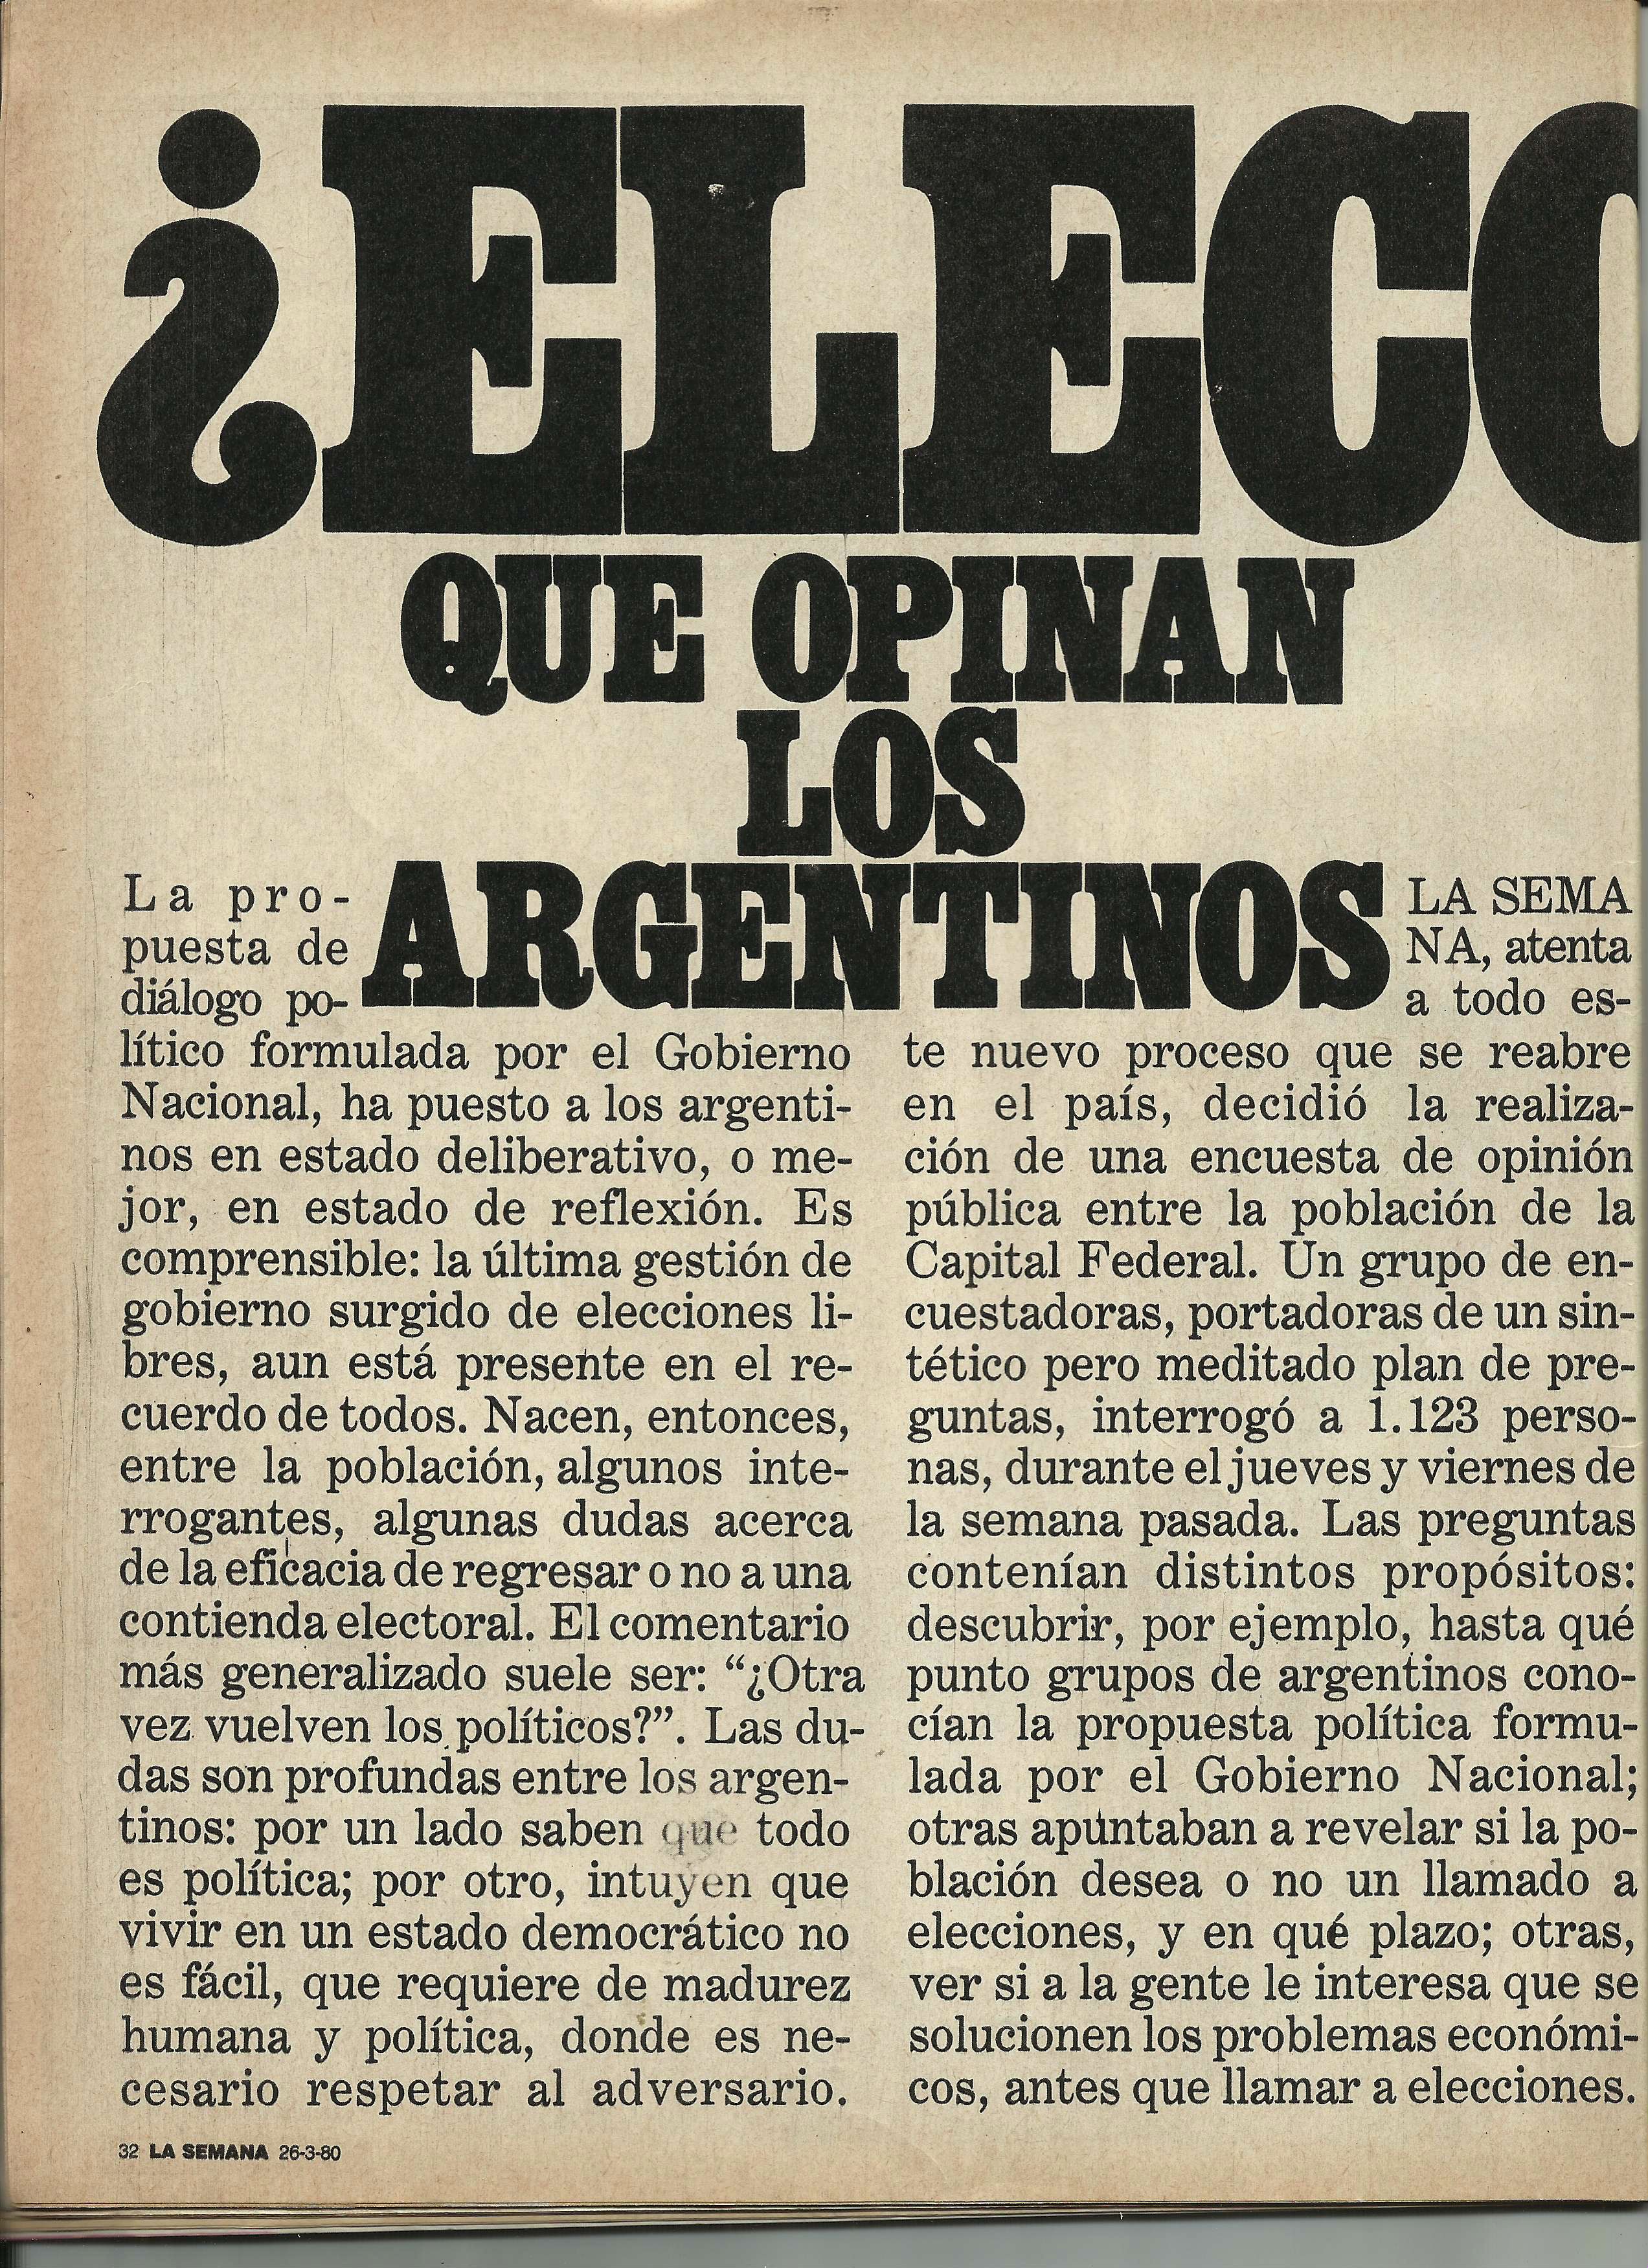 ¿ELECC
QUE OPINAN
LOS
ARGENTINOS
La pro-
puesta de
diálogo po-
lítico formulada por el Gobierno
Nacional, ha puesto a los argenti-
nos en estado deliberativo, o me-
jor, en estado de reflexión. Es
comprensible: la última gestión de
gobierno surgido de elecciones li-
bres, aun está presente en el re-
cuerdo de todos. Nacen, entonces,
entre la población, algunos inte-
rrogantes, algunas dudas acerca
de la eficacia de regresar o no a una
contienda electoral. El comentario
más generalizado suele ser: “¿Otra
vez vuelven los políticos?”. Las du-
das son profundas entre los argen-
tinos: por un lado saben que todo
es política; por otro, intuyen que
vivir en un estado democrático no
es fácil, que requiere de madurez
humana y política, donde es ne-
cesario respetar al adversario.
LA SEMA
NA, atenta
a todo es-
te nuevo proceso que se reabre
en el país, decidió la realiza-
ción de una encuesta de opinión
pública entre la población de la
Capital Federal. Un grupo de en-
cuestadoras, portadoras de un sin-
tético pero meditado plan de pre-
guntas, interrogó a 1.123 perso-
nas, durante el jueves y viernes de
la semana pasada. Las preguntas
contenían distintos propósitos:
descubrir, por ejemplo, hasta qué
punto grupos de argentinos cono-
cían la propuesta política formu-
lada por el Gobierno Nacional;
otras apuntaban a revelar si la po-
blación desea o no un llamado a
elecciones, y en qué plazo; otras,
ver si a la gente le interesa que se
solucionen los problemas económi-
cos, antes que llamar a elecciones.
32 LA SEMANA 26-3-80